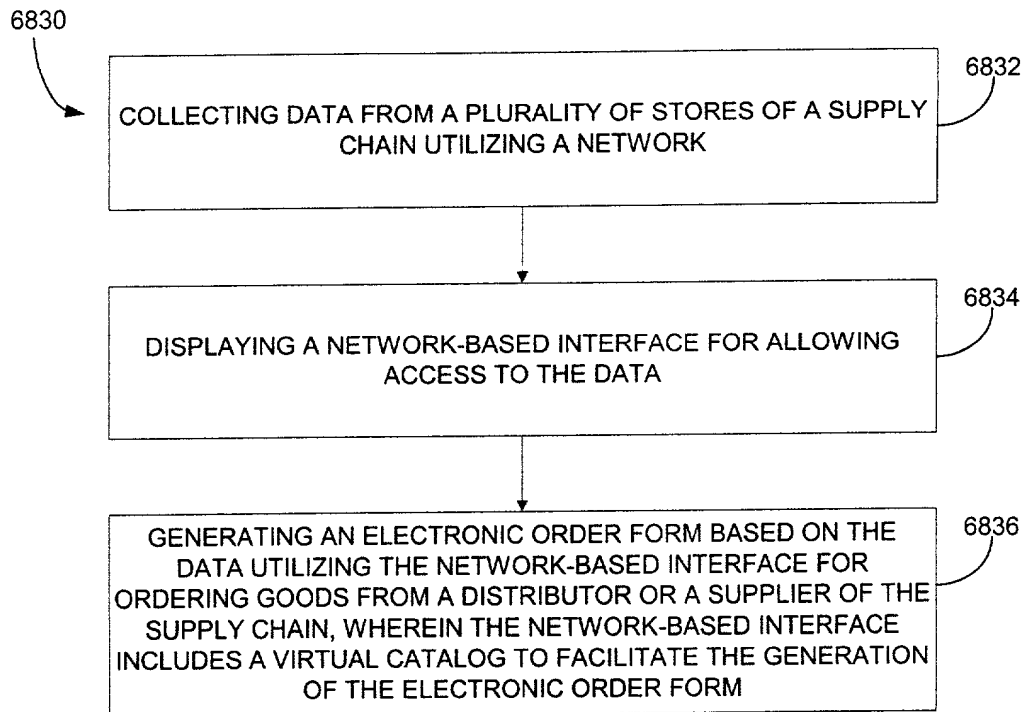 6830
6832
COLLECTING DATA FROM A PLURALITY OF STORES OF A SUPPLY
CHAIN UTILIZING A NETWORK
6834
DISPLAYING A NETWORK-BASED INTERFACE FOR ALLOWING
ACCESS TO THE DATA
6836
GENERATING AN ELECTRONIC ORDER FORM BASED ON THE
DATA UTILIZING THE NETWORK-BASED INTERFACE FOR
ORDERING GOODS FROM A DISTRIBUTOR OR A SUPPLIER OF THE
SUPPLY CHAIN, WHEREIN THE NETWORK-BASED INTERFACE
INCLUDES A VIRTUAL CATALOG TO FACILITATE THE GENERATION
OF THE ELECTRONIC ORDER FORM